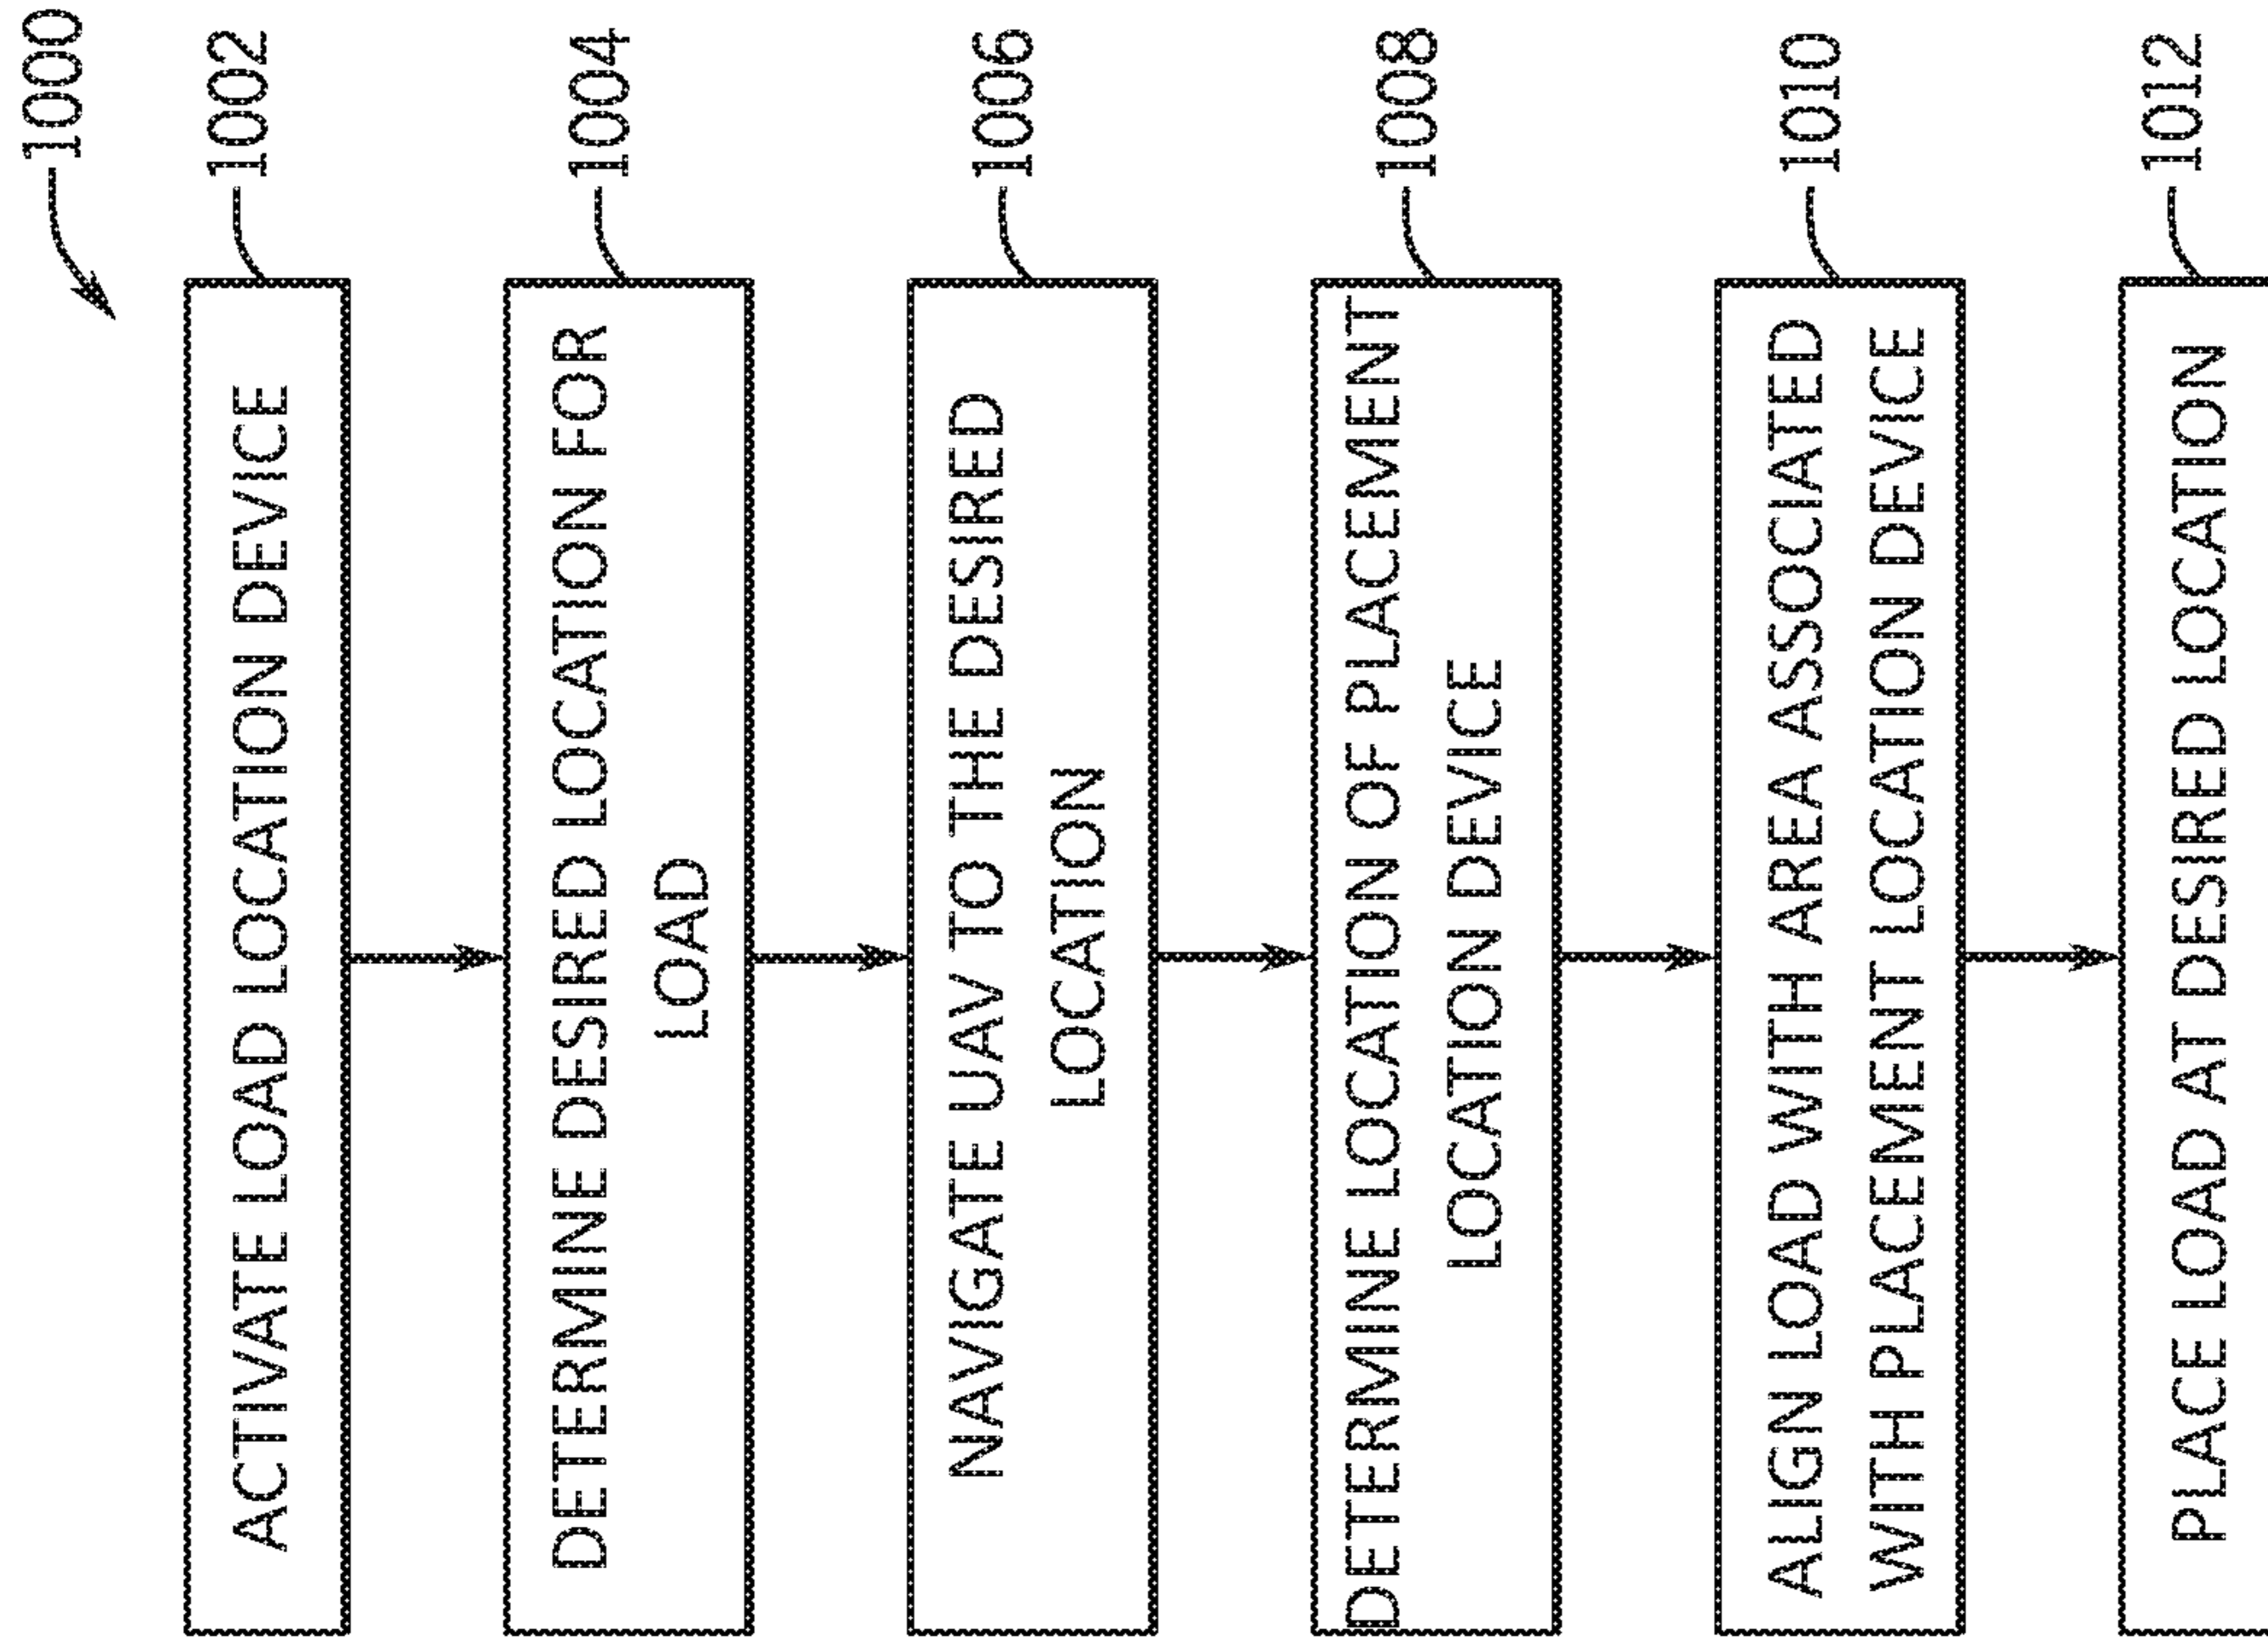 1000
ACTIVATE LOAD LOCATION DEVICE
1002
DETERMINE DESIRED LOCATION FOR
LOAD
1004
NAVIGATE UAV TO THE DESIRED
LOCATION
1006
DETERMINE LOCATION OF PLACEMENT
LOCATION DEVICE
1008
ALIGN LOAD WITH AREA ASSOCIATED
WITH PLACEMENT LOCATION DEVICE
1010
PLACE LOAD AT DESIRED LOCATION
1012